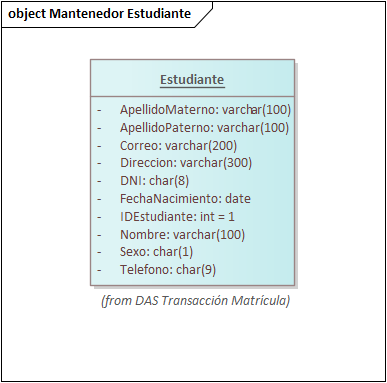 object Mantenedor Estudiante
Estudiante
- ApellidoMaterno: varchar(100)
- ApellidoPaterno: varchar(100)
- Correo: varchar(200)
- Direccion: varchar(300)
- DNI: char(8)
- FechaNacimiento: date
- IDEstudiante: int = 1
- Nombre: varchar(100)
- Sexo: char(1)
- Telefono: char(9)
(from DAS Transacción Matrícula)